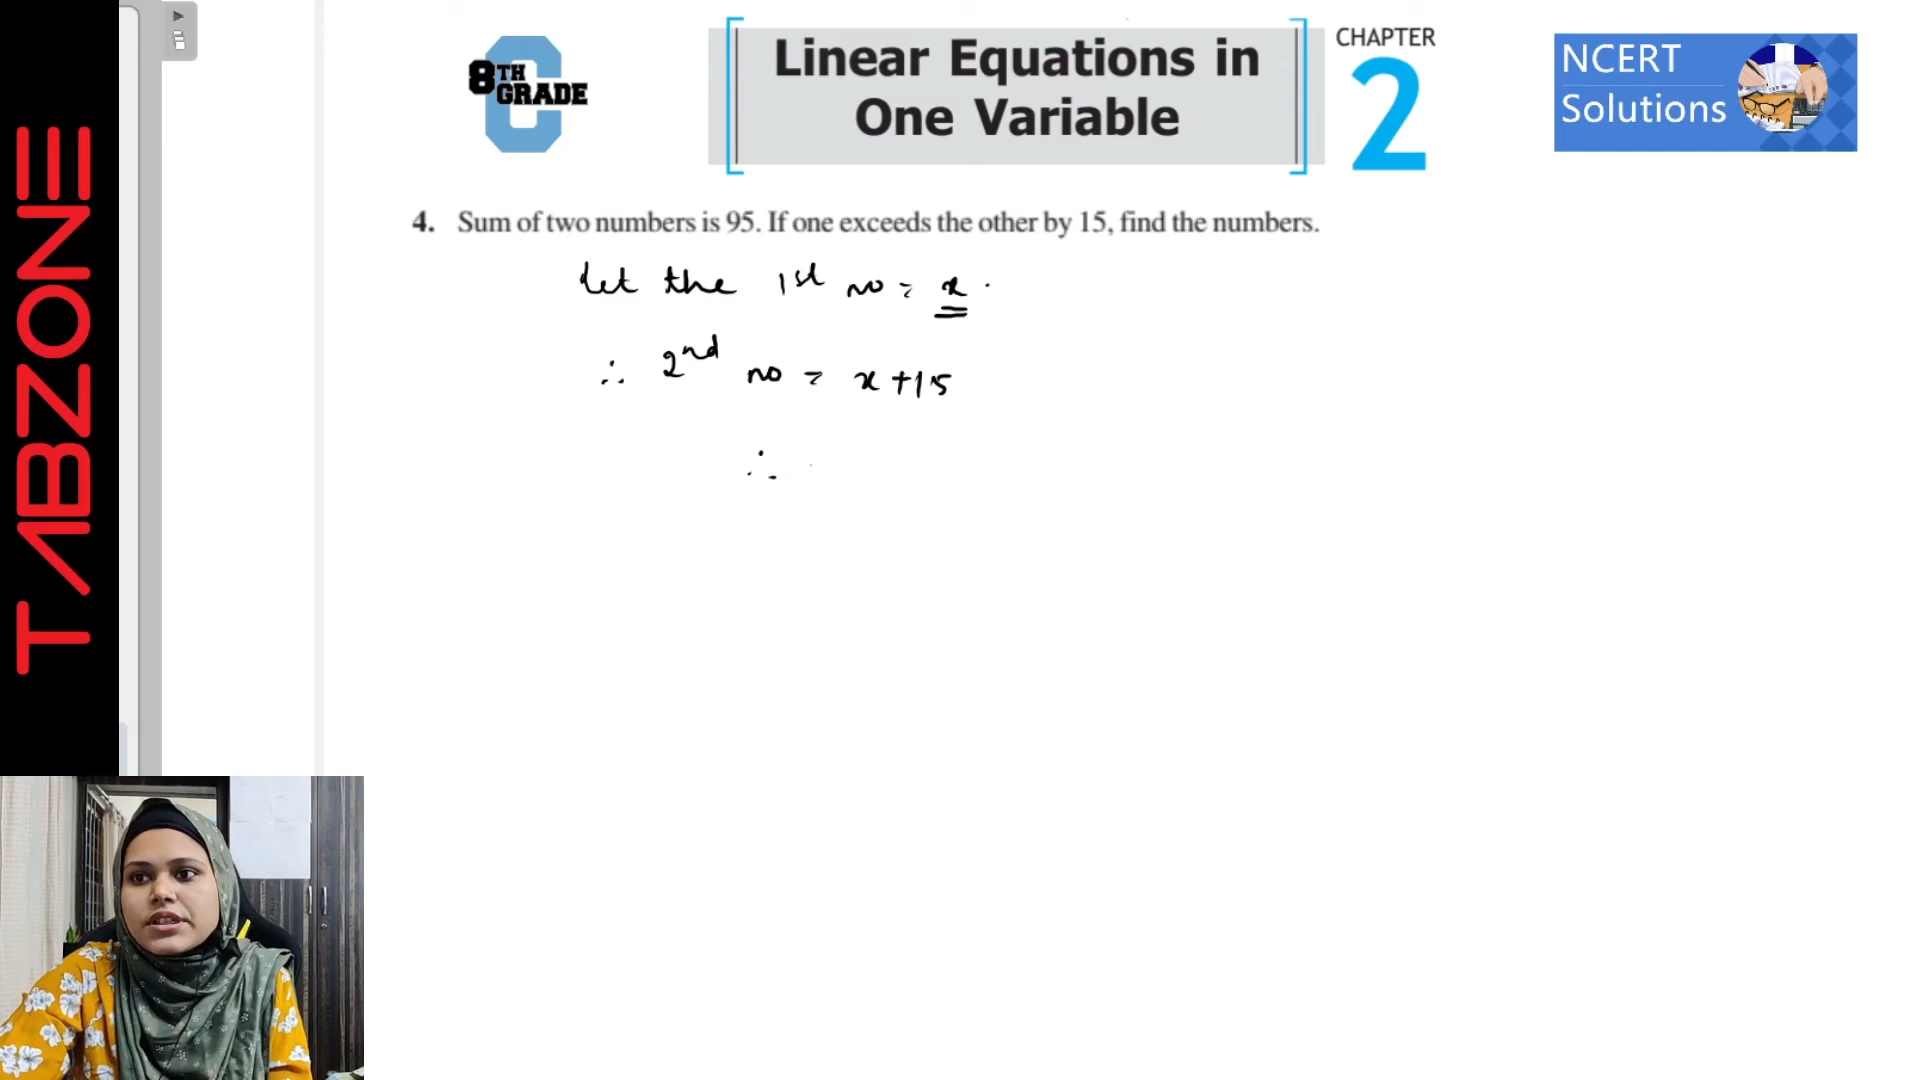 TABZONE
8TH
GRADE
Linear Equations in
One Variable
CHAPTER
2
NCERT
Solutions
4. Sum of two numbers is 95. If one exceeds the other by 15, find the numbers.
let the 1st no = x.
∴ 2nd no = x+15
∴